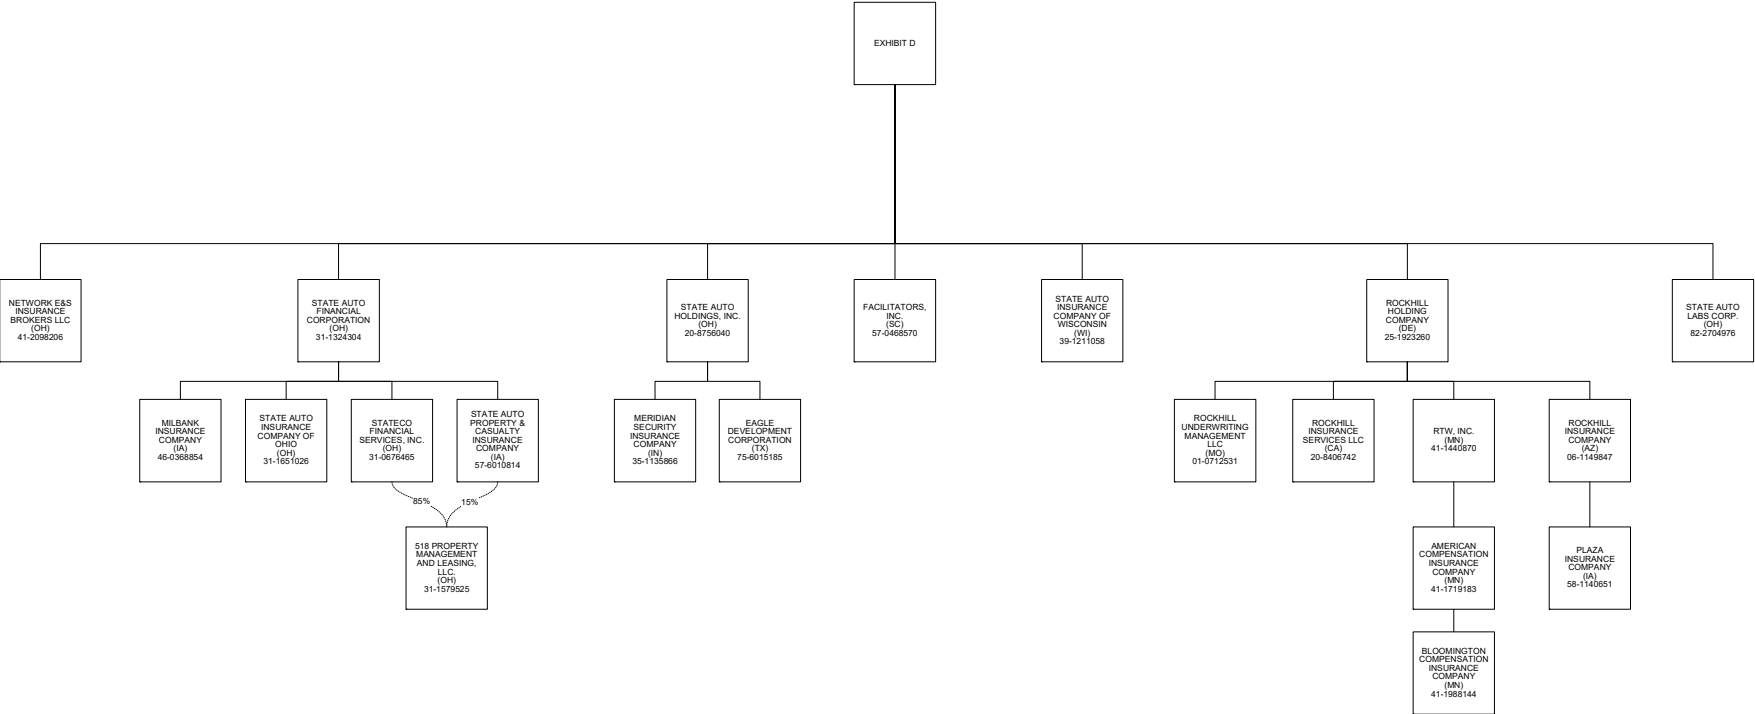 EXHIBIT D
NETWORK E&S
INSURANCE
BROKERS LLC
(OH)
41-2098206
STATE AUTO
FINANCIAL
CORPORATION
(OH)
31-1324304
STATE AUTO
HOLDINGS, INC.
(OH)
20-8756040
FACILITATORS,
INC.
(SC)
57-0468570
STATE AUTO
INSURANCE
COMPANY OF
WISCONSIN
(WI)
39-1211058
ROCKHILL
HOLDING
COMPANY
(DE)
25-1923260
STATE AUTO
LABS CORP.
(OH)
82-2704976
MILBANK
INSURANCE
COMPANY
(IA)
46-0368854
STATE AUTO
INSURANCE
COMPANY OF
OHIO
(OH)
31-1651026
STATECO
FINANCIAL
SERVICES, INC.
(OH)
31-0676465
STATE AUTO
PROPERTY &
CASUALTY
INSURANCE
COMPANY
(IA)
57-6010814
MERIDIAN
SECURITY
INSURANCE
COMPANY
(IN)
35-1135866
EAGLE
DEVELOPMENT
CORPORATION
(TX)
75-6015185
ROCKHILL
UNDERWRITING
MANAGEMENT
LLC
(MO)
01-0712531
ROCKHILL
INSURANCE
SERVICES LLC
(CA)
20-8406742
RTW, INC.
(MN)
41-1440870
ROCKHILL
INSURANCE
COMPANY
(AZ)
06-1149847
85%
15%
518 PROPERTY
MANAGEMENT
AND LEASING,
LLC.
(OH)
31-1579525
AMERICAN
COMPENSATION
INSURANCE
COMPANY
(MN)
41-1719183
PLAZA
INSURANCE
COMPANY
(IA)
58-1140651
BLOOMINGTON
COMPENSATION
INSURANCE
COMPANY
(MN)
41-1988144